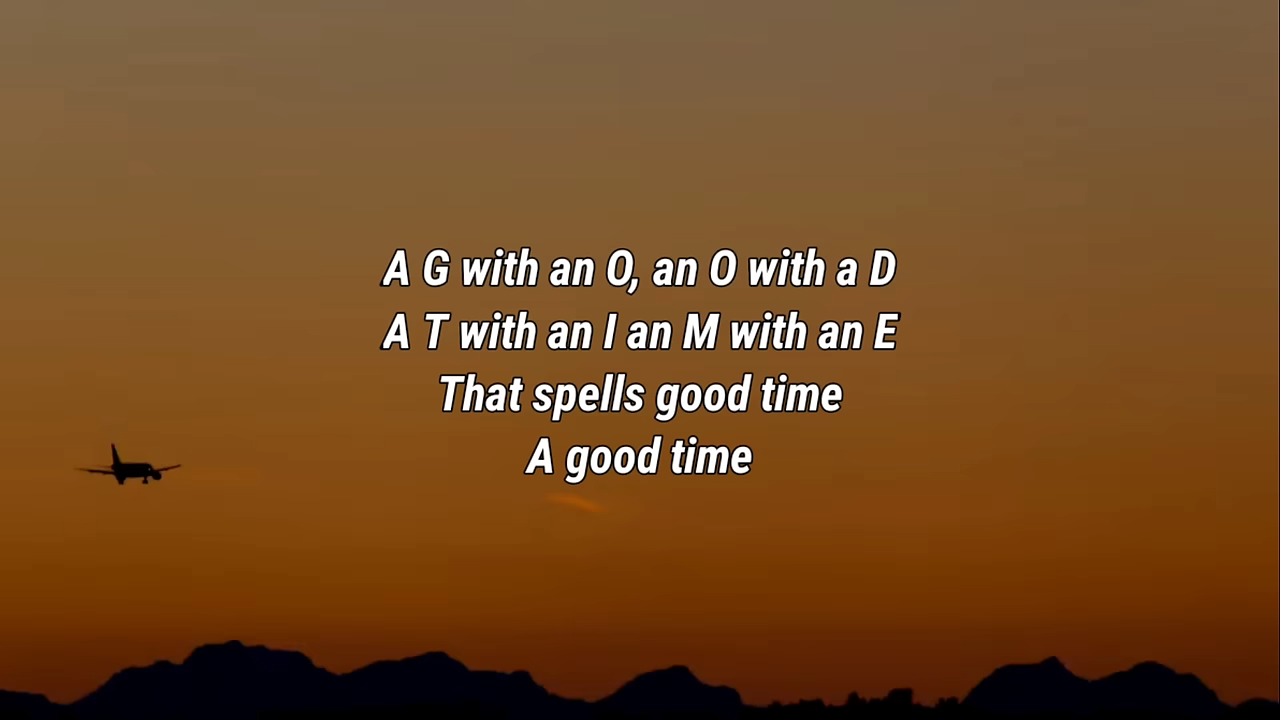 A G with an O, an O with a D
A T with an I an M with an E
That spells good time
A good time